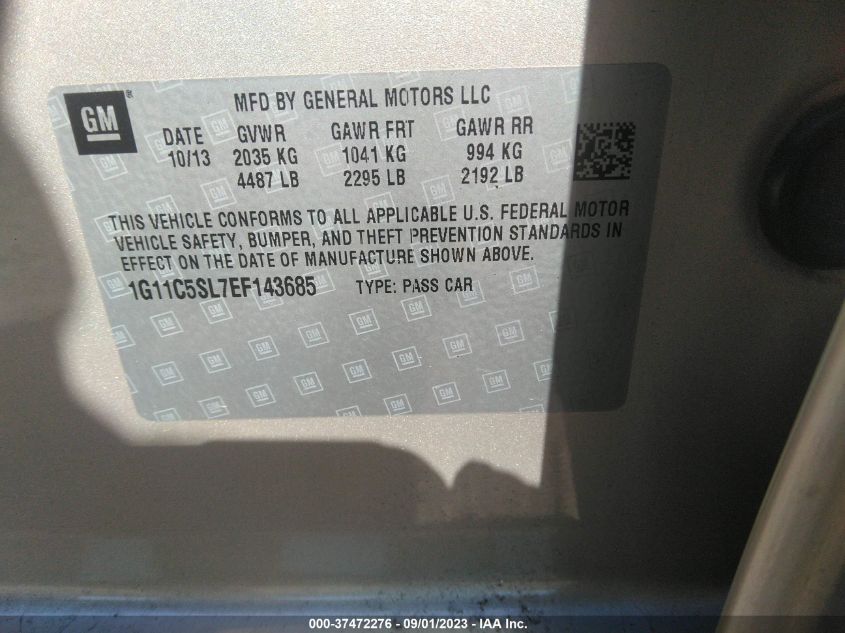 GM
MFD BY GENERAL MOTORS LLC
DATE GVWR GAWR FRT GAWR RR
10/13 2035 KG 1041 KG 994 KG
4487 LB 2295 LB 2192 LB
THIS VEHICLE CONFORMS TO ALL APPLICABLE U.S. FEDERAL MOTOR
VEHICLE SAFETY, BUMPER, AND THEFT PREVENTION STANDARDS IN
EFFECT ON THE DATE OF MANUFACTURE SHOWN ABOVE.
1G11C5SL7EF143685 TYPE: PASS CAR
000-37472276 - 09/01/2023 - IAA Inc.